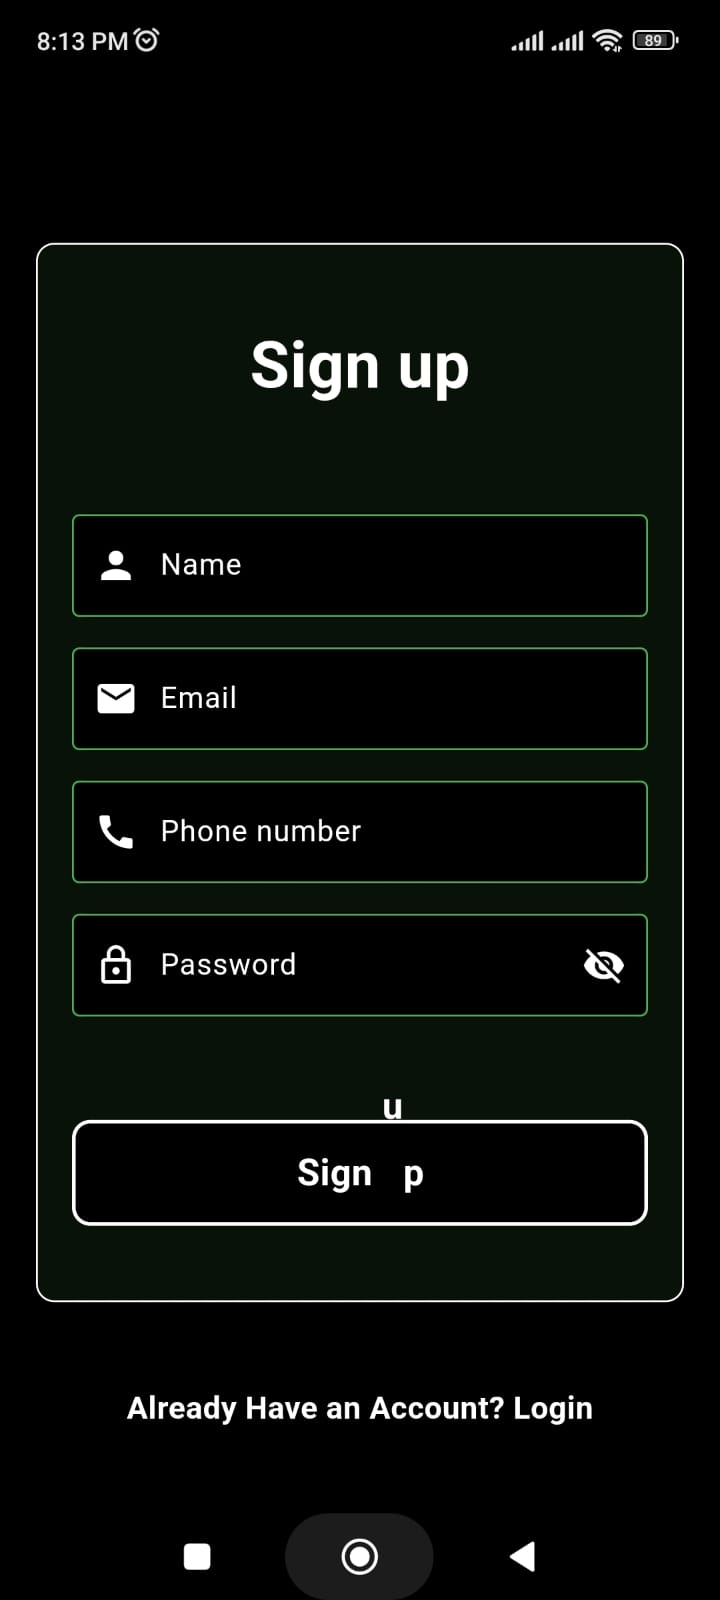 8:13 PM 89
Sign up
Name
Email
Phone number
Password
u
Sign p
Already Have an Account? Login